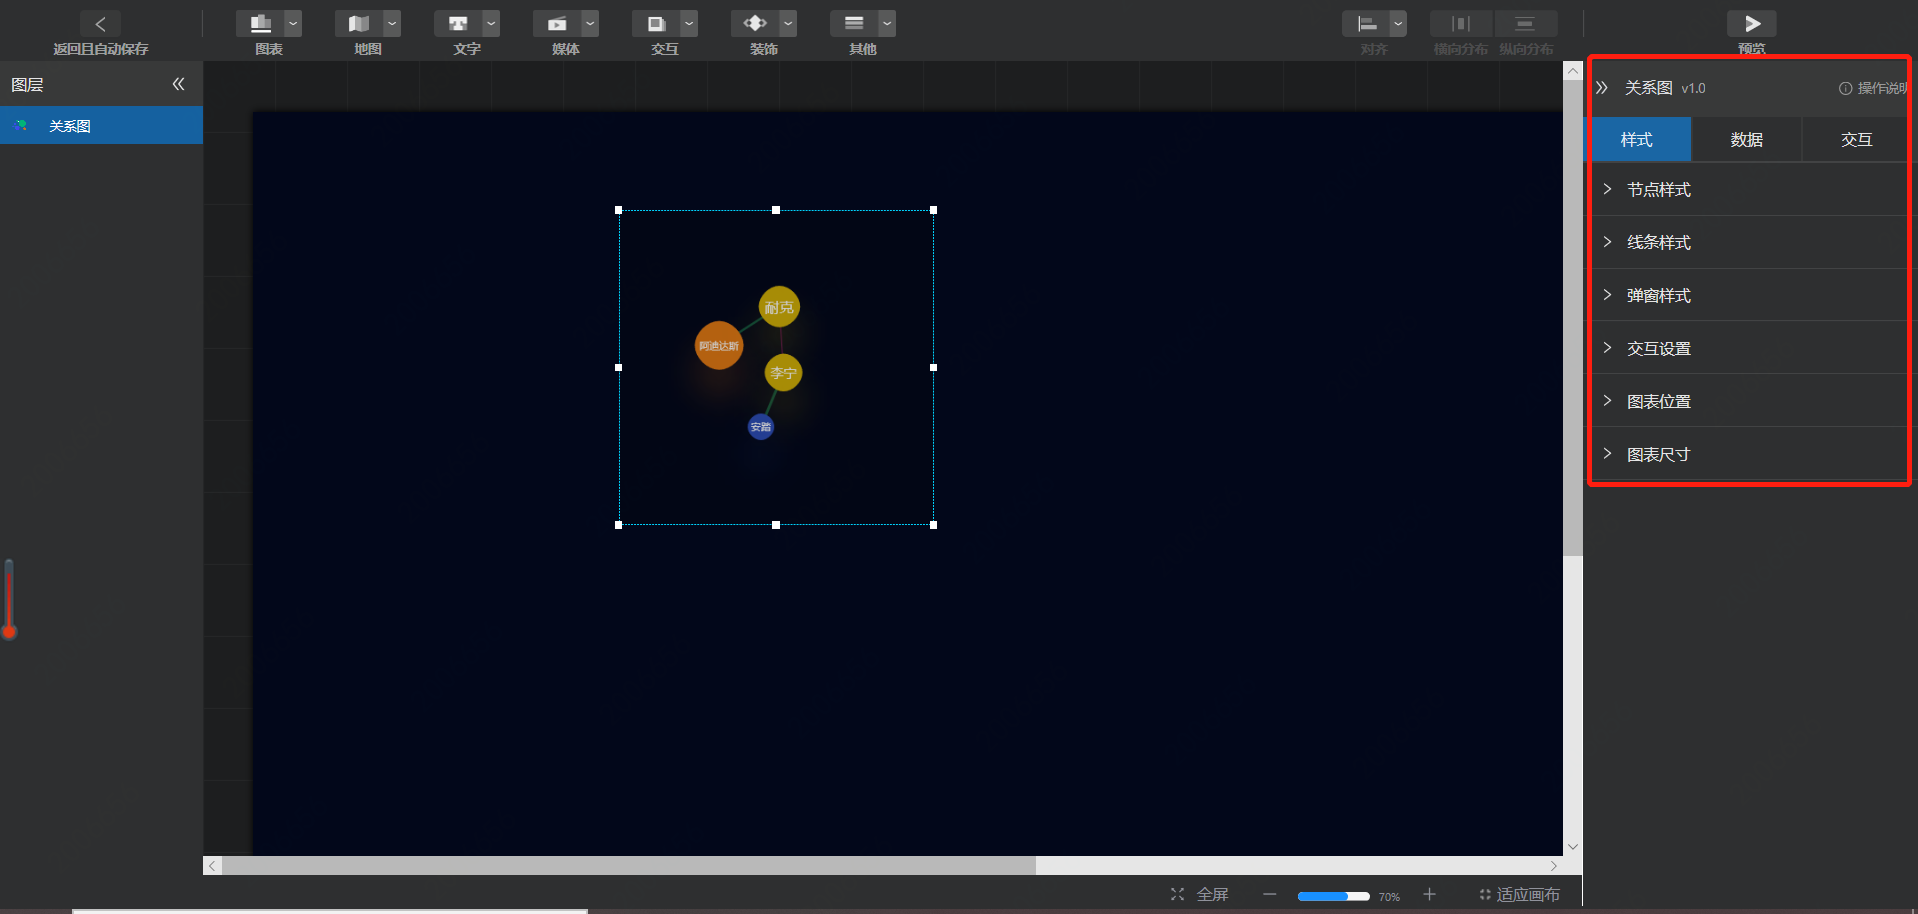 返回且自动保存
图表
地图
文字
媒体
交互
装饰
其他
对齐
横向分布
纵向分布
预览
图层
关系图
耐克
阿迪达斯
李宁
安踏
关系图 v1.0
操作说明
样式
数据
交互
节点样式
线条样式
弹窗样式
交互设置
图表位置
图表尺寸
全屏
70%
适应画布